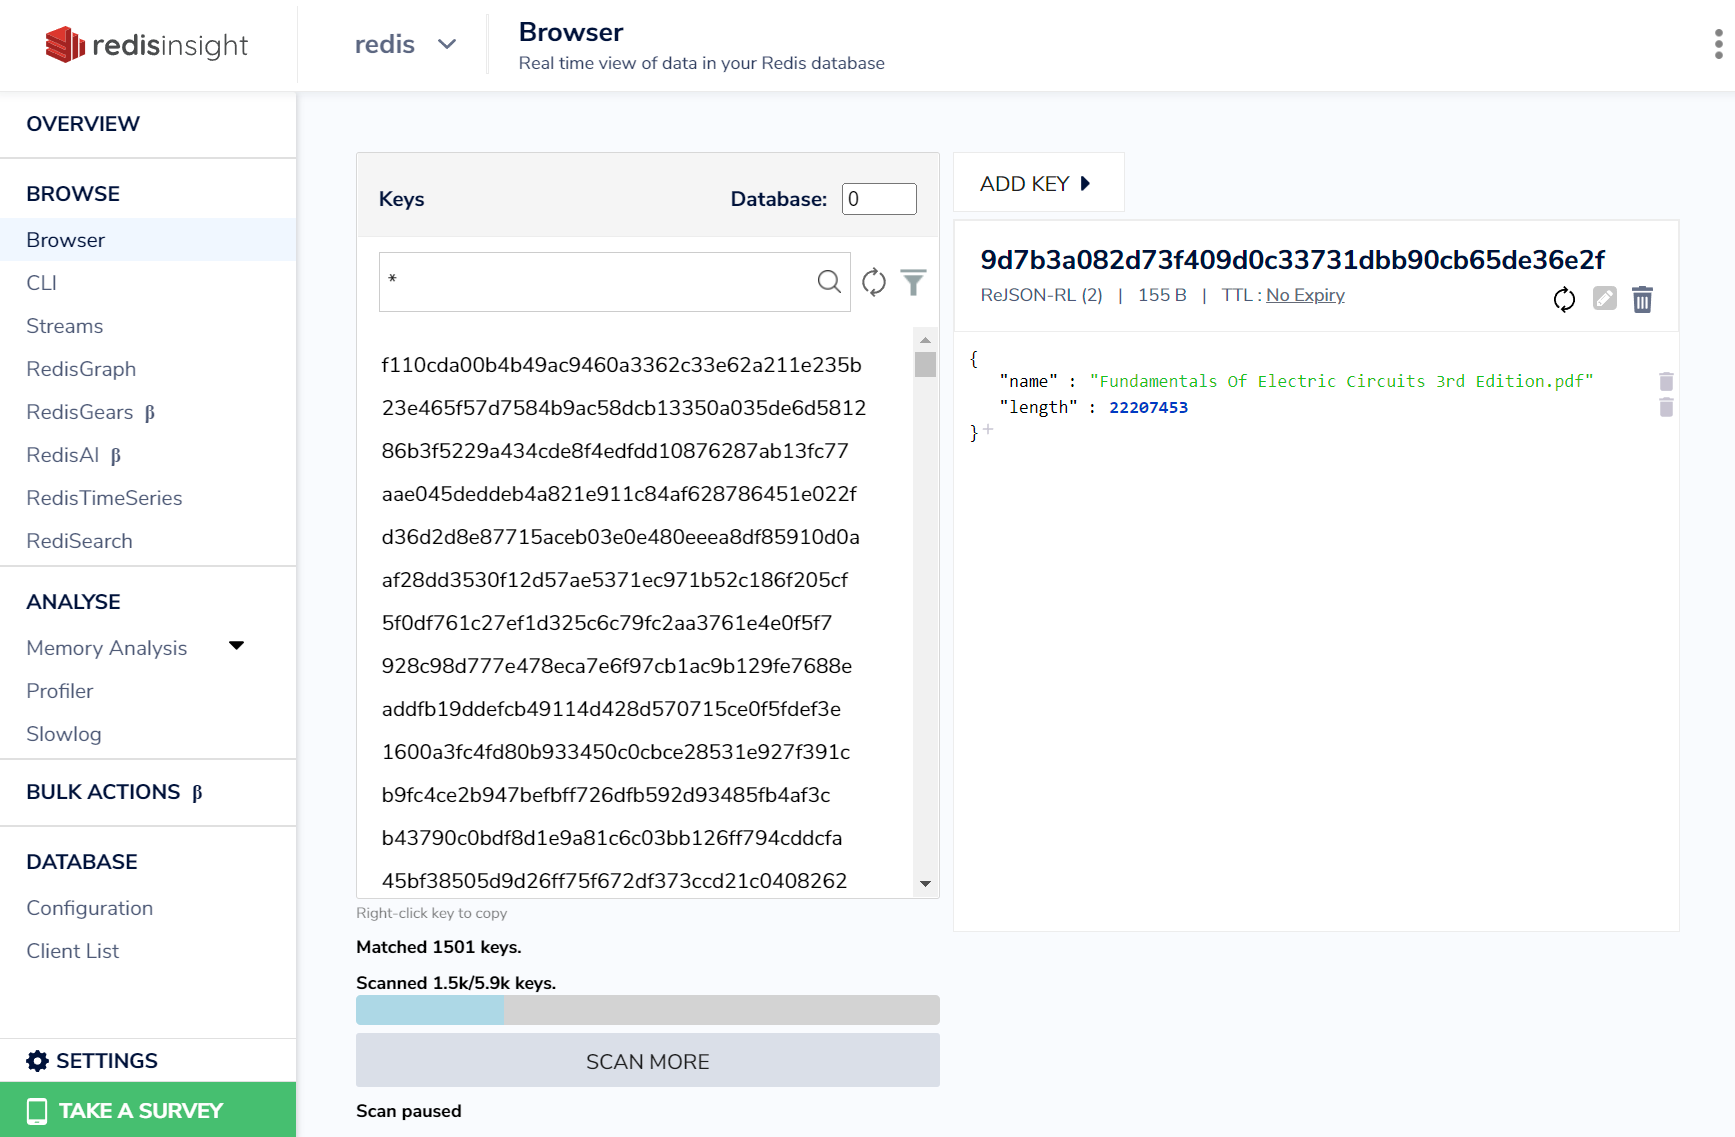 redisinsight
redis
Browser
Real time view of data in your Redis database
OVERVIEW
BROWSE
Browser
CLI
Streams
RedisGraph
RedisGears β
RedisAI β
RedisTimeSeries
RediSearch
ANALYSE
Memory Analysis
Profiler
Slowlog
BULK ACTIONS β
DATABASE
Configuration
Client List
SETTINGS
TAKE A SURVEY
Keys
Database: 0
*
f110cda00b4b49ac9460a3362c33e62a211e235b
23e465f57d7584b9ac58dcb13350a035de6d5812
86b3f5229a434cde8f4edfdd10876287ab13fc77
aae045deddeb4a821e911c84af628786451e022f
d36d2d8e87715aceb03e0e480eeea8df85910d0a
af28dd3530f12d57ae5371ec971b52c186f205cf
5f0df761c27ef1d325c6c79fc2aa3761e4e0f5f7
928c98d777e478eca7e6f97cb1ac9b129fe7688e
addfb19ddefcb49114d428d570715ce0f5fdef3e
1600a3fc4fd80b933450c0cbce28531e927f391c
b9fc4ce2b947befbff726dfb592d93485fb4af3c
b43790c0bdf8d1e9a81c6c03bb126ff794cddcfa
45bf38505d9d26ff75f672df373ccd21c0408262
Right-click key to copy
Matched 1501 keys.
Scanned 1.5k/5.9k keys.
SCAN MORE
Scan paused
ADD KEY
9d7b3a082d73f409d0c33731dbb90cb65de36e2f
ReJSON-RL (2) | 155 B | TTL : No Expiry
{
"name" : "Fundamentals Of Electric Circuits 3rd Edition.pdf"
"length" : 22207453
} +